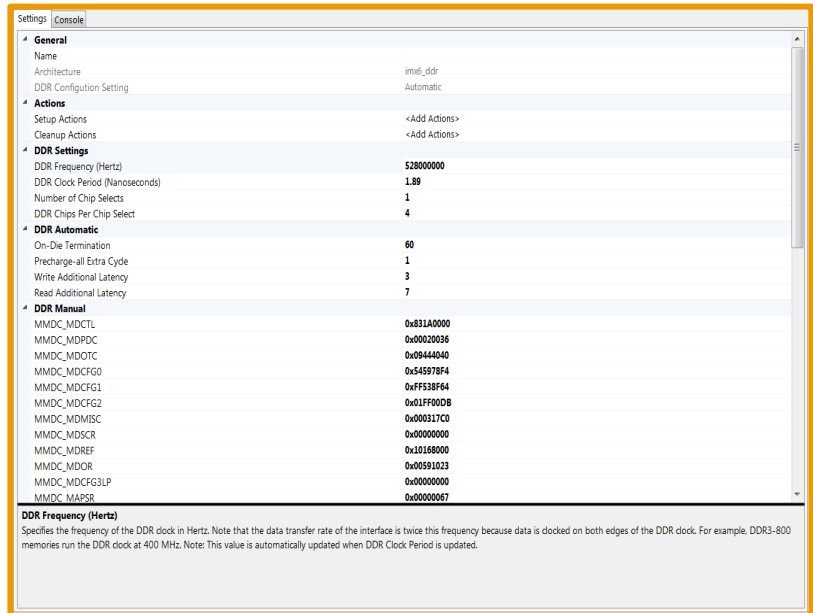 Settings Console
General
Name
Architecture imx6_ddr
DDR Configution Setting Automatic
Actions
Setup Actions <Add Actions>
Cleanup Actions <Add Actions>
DDR Settings
DDR Frequency (Hertz) 528000000
DDR Clock Period (Nanoseconds) 1.89
Number of Chip Selects 1
DDR Chips Per Chip Select 4
DDR Automatic
On-Die Termination 60
Precharge-all Extra Cycle 1
Write Additional Latency 3
Read Additional Latency 7
DDR Manual
MMDC_MDCTL 0x831A0000
MMDC_MDPDC 0x00020036
MMDC_MDOTC 0x09444040
MMDC_MDCFG0 0x545978F4
MMDC_MDCFG1 0xFF538F64
MMDC_MDCFG2 0x01FF00DB
MMDC_MDMISC 0x000317C0
MMDC_MDSCR 0x00000000
MMDC_MDREF 0x10168000
MMDC_MDOR 0x00591023
MMDC_MDCFG3LP 0x00000000
MMDC_MAPSR 0x00000067
DDR Frequency (Hertz)
Specifies the frequency of the DDR clock in Hertz. Note that the data transfer rate of the interface is twice this frequency because data is clocked on both edges of the DDR clock. For example, DDR3-800
memories run the DDR clock at 400 MHz. Note: This value is automatically updated when DDR Clock Period is updated.